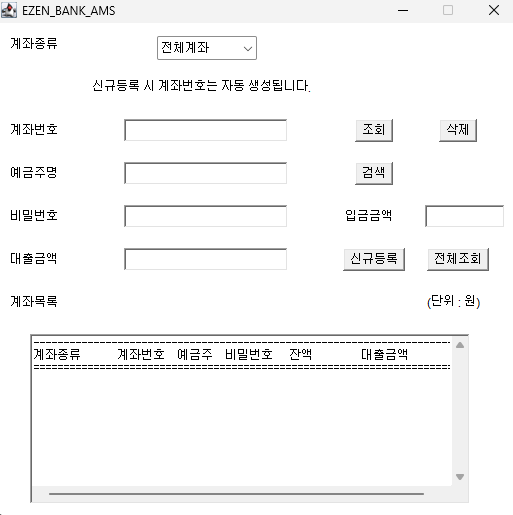 EZEN_BANK_AMS
계좌종류 전체계좌
신규등록 시 계좌번호는 자동 생성됩니다.
계좌번호 조회 삭제
예금주명 검색
비밀번호 입금금액
대출금액 신규등록 전체조회
계좌목록 (단위 : 원)
계좌종류 계좌번호 예금주 비밀번호 잔액 대출금액